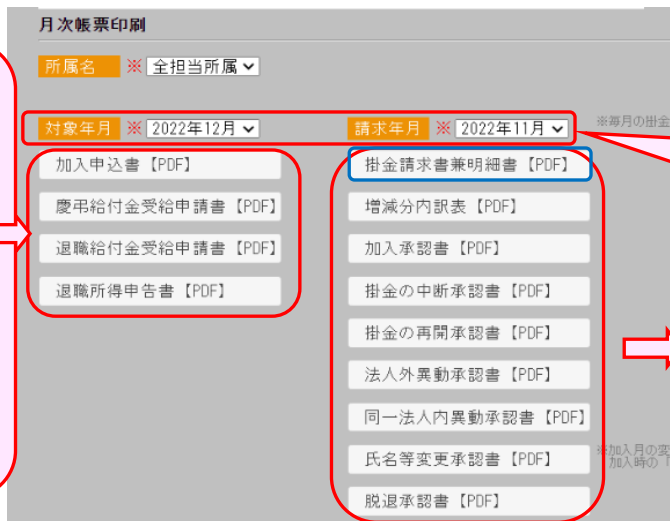 月次帳票印刷
所属名 ※ 全担当所属
対象年月 ※ 2022年12月
請求年月 ※ 2022年11月
※毎月の掛金
加入申込書【PDF】
慶弔給付金受給申請書【PDF】
退職給付金受給申請書【PDF】
退職所得申告書【PDF】
掛金請求書兼明細書【PDF】
増減分内訳表【PDF】
加入承認書【PDF】
掛金の中断承認書【PDF】
掛金の再開承認書【PDF】
法人外異動承認書【PDF】
同一法人内異動承認書【PDF】
氏名等変更承認書【PDF】
脱退承認書【PDF】
※加入月の変
加入時の「